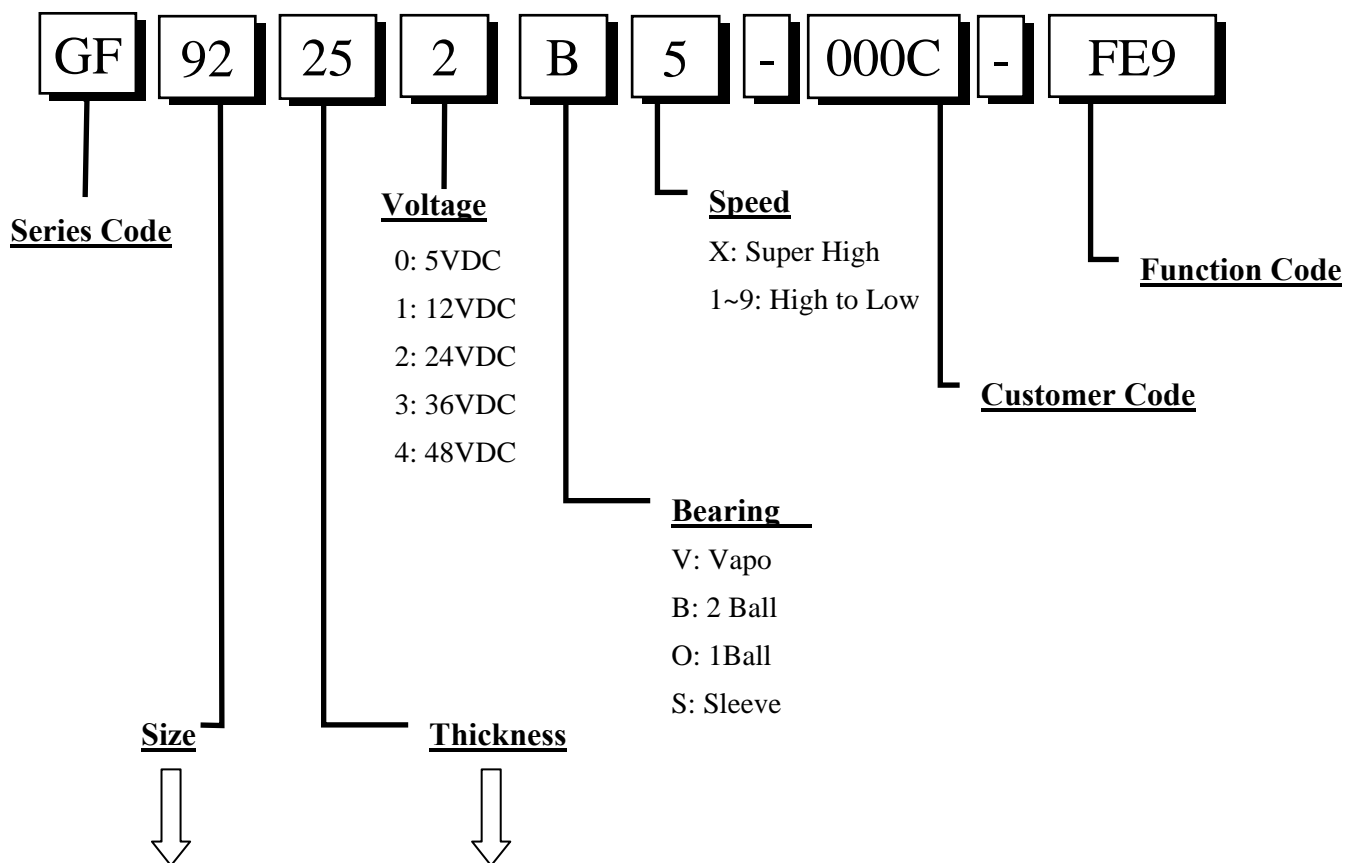 GF 92 25 2 B 5 - 000C - FE9
Series Code
Voltage
0: 5VDC
1: 12VDC
2: 24VDC
3: 36VDC
4: 48VDC
Speed
X: Super High
1~9: High to Low
Function Code
Customer Code
Bearing
V: Vapo
B: 2 Ball
O: 1Ball
S: Sleeve
Size
Thickness